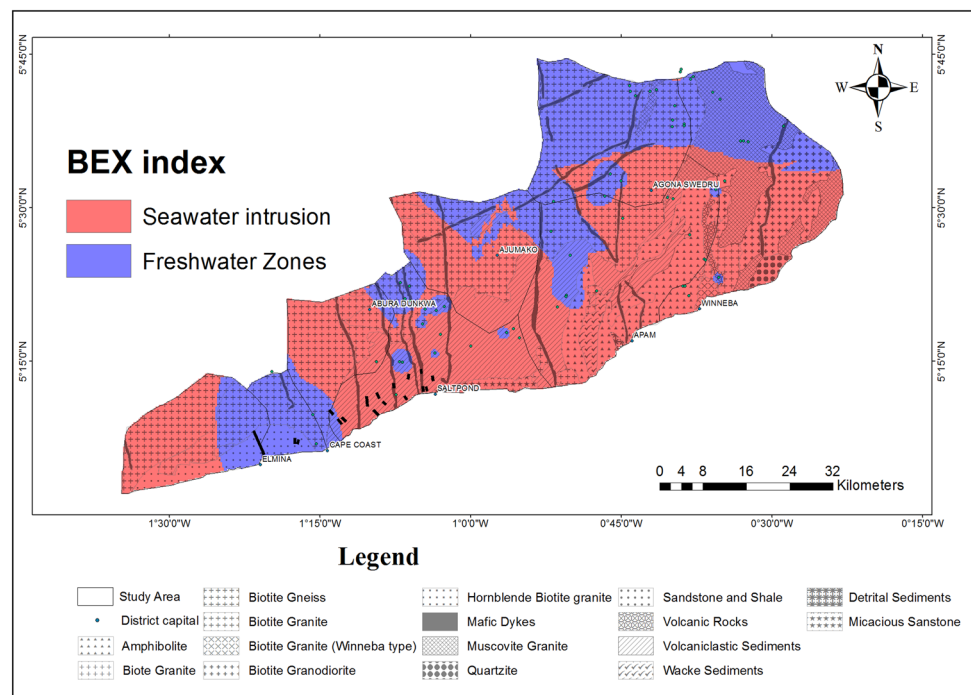 N
W E
S
BEX index
Seawater intrusion
Freshwater Zones
5°45'0"N
5°45'0"N
5°30'0"N
5°30'0"N
5°15'0"N
5°15'0"N
AGONA SWEDRU
AJUMAKO
ABURA DUNKWA
WINNEBA
APAM
SALTPOND
CAPE COAST
ELMINA
0 4 8 16 24 32
Kilometers
1°30'0"W 1°15'0"W 1°0'0"W 0°45'0"W 0°30'0"W 0°15'0"W
Legend
Study Area
District capital
Amphibolite
Biote Granite
Biotite Gneiss
Biotite Granite
Biotite Granite (Winneba type)
Biotite Granodiorite
Hornblende Biotite granite
Mafic Dykes
Muscovite Granite
Quartzite
Sandstone and Shale
Volcanic Rocks
Volcaniclastic Sediments
Wacke Sediments
Detrital Sediments
Micacious Sanstone